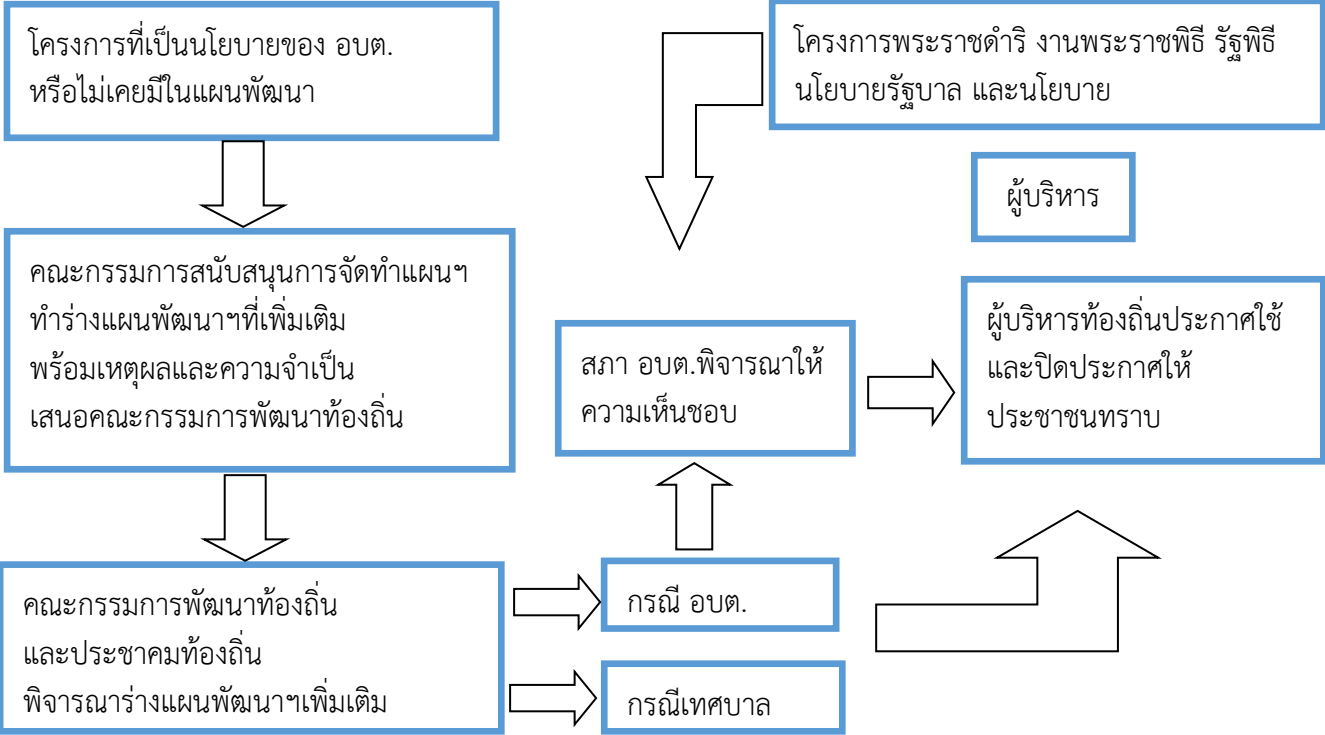 โครงการที่เป็นนโยบายของ อบต.
หรือไม่เคยมีในแผนพัฒนา
โครงการพระราชดำริ งานพระราชพิธี รัฐพิธี
นโยบายรัฐบาล และนโยบาย
ผู้บริหาร
คณะกรรมการสนับสนุนการจัดทำแผนฯ
ทำร่างแผนพัฒนาฯที่เพิ่มเติม
พร้อมเหตุผลและความจำเป็น
เสนอคณะกรรมการพัฒนาท้องถิ่น
สภา อบต.พิจารณาให้
ความเห็นชอบ
ผู้บริหารท้องถิ่นประกาศใช้
และปิดประกาศให้
ประชาชนทราบ
คณะกรรมการพัฒนาท้องถิ่น
และประชาคมท้องถิ่น
พิจารณาร่างแผนพัฒนาฯเพิ่มเติม
กรณี อบต.
กรณีเทศบาล